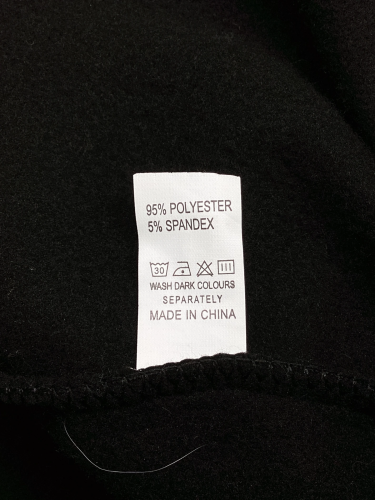 95% POLYESTER
5% SPANDEX
30
WASH DARK COLOURS
SEPARATELY
MADE IN CHINA